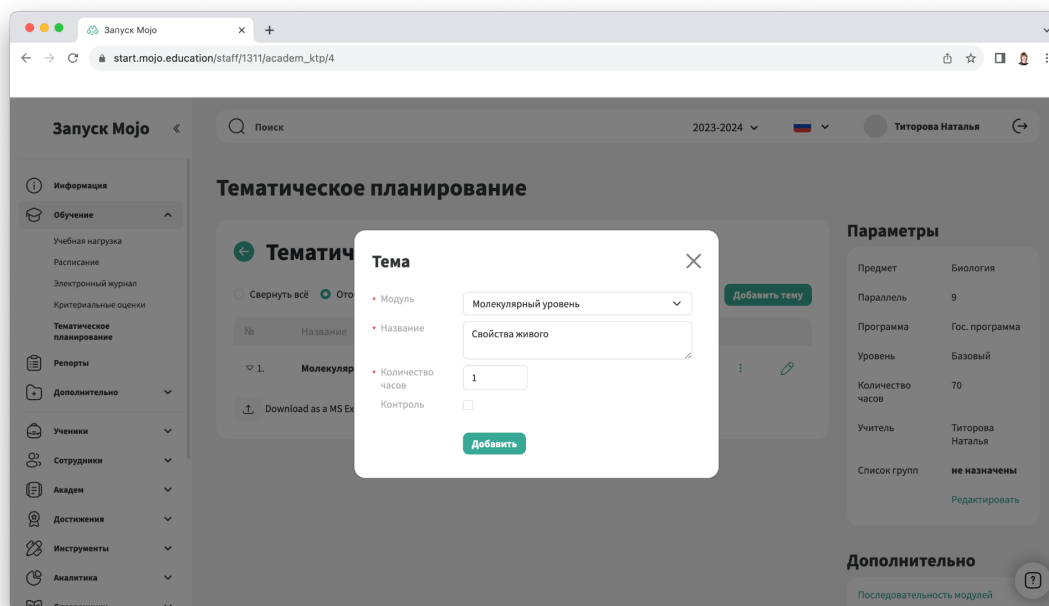 Запуск Mojo
start.mojo.education/staff/1311/academ_ktp/4
Запуск Mojo
Поиск
2023-2024
Титорова Наталья
Информация
Обучение
Учебная нагрузка
Расписание
Электронный журнал
Критериальные оценки
Тематическое
планирование
Репорты
Дополнительно
Ученики
Сотрудники
Академ
Достижения
Инструменты
Аналитика
Тематическое планирование
Тематич
Свернуть всё
Ото
Добавить тему
№
Название
1.
Молекуляр
Download as a MS Ex
Тема
* Модуль
Молекулярный уровень
* Название
Свойства живого
* Количество
часов
1
Контроль
Добавить
Параметры
Предмет
Биология
Параллель
9
Программа
Гос. программа
Уровень
Базовый
Количество
часов
70
Учитель
Титорова
Наталья
Список групп
не назначены
Редактировать
Дополнительно
Последовательность модулей
?